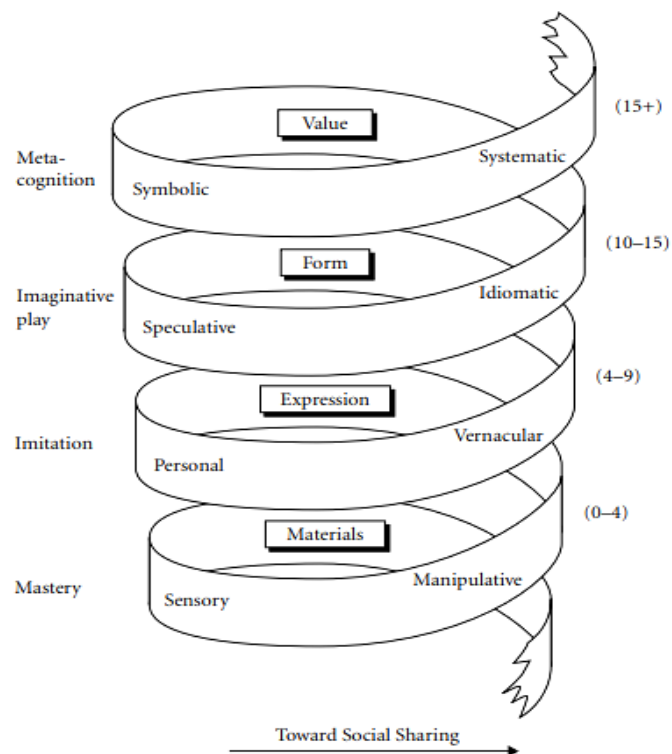 (15+)
Value
Systematic
Meta-
cognition
Symbolic
(10–15)
Form
Idiomatic
Imaginative
play
Speculative
(4–9)
Expression
Vernacular
Imitation
Personal
(0–4)
Materials
Manipulative
Mastery
Sensory
Toward Social Sharing